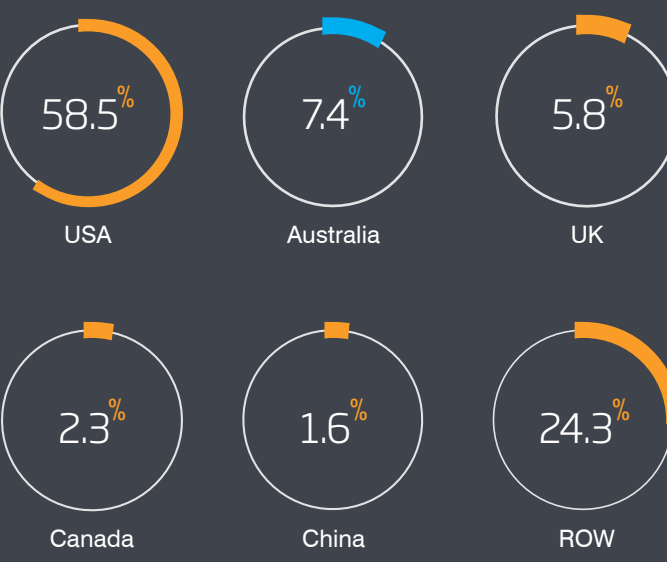 58.5%
USA
7.4%
Australia
5.8%
UK
2.3%
Canada
1.6%
China
24.3%
ROW